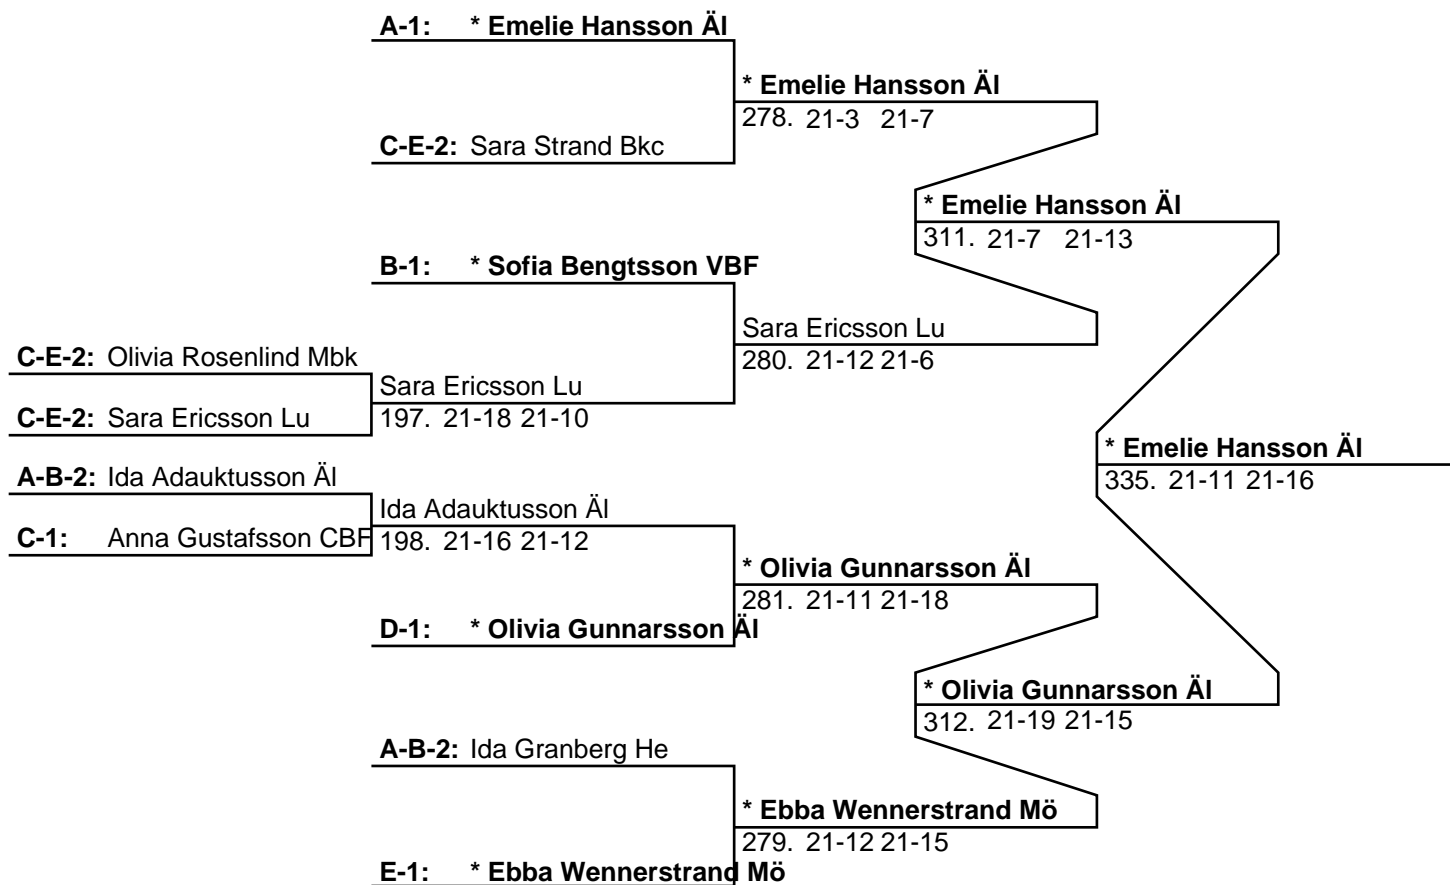 A-1: * Emelie Hansson Äl
* Emelie Hansson Äl
278. 21-3 21-7
C-E-2: Sara Strand Bkc
* Emelie Hansson Äl
311. 21-7 21-13
B-1: * Sofia Bengtsson VBF
Sara Ericsson Lu
280. 21-12 21-6
C-E-2: Olivia Rosenlind Mbk
Sara Ericsson Lu
197. 21-18 21-10
C-E-2: Sara Ericsson Lu
* Emelie Hansson Äl
335. 21-11 21-16
A-B-2: Ida Adauktusson Äl
Ida Adauktusson Äl
198. 21-16 21-12
C-1: Anna Gustafsson CBF
* Olivia Gunnarsson Äl
281. 21-11 21-18
D-1: * Olivia Gunnarsson Äl
* Olivia Gunnarsson Äl
312. 21-19 21-15
A-B-2: Ida Granberg He
* Ebba Wennerstrand Mö
279. 21-12 21-15
E-1: * Ebba Wennerstrand Mö